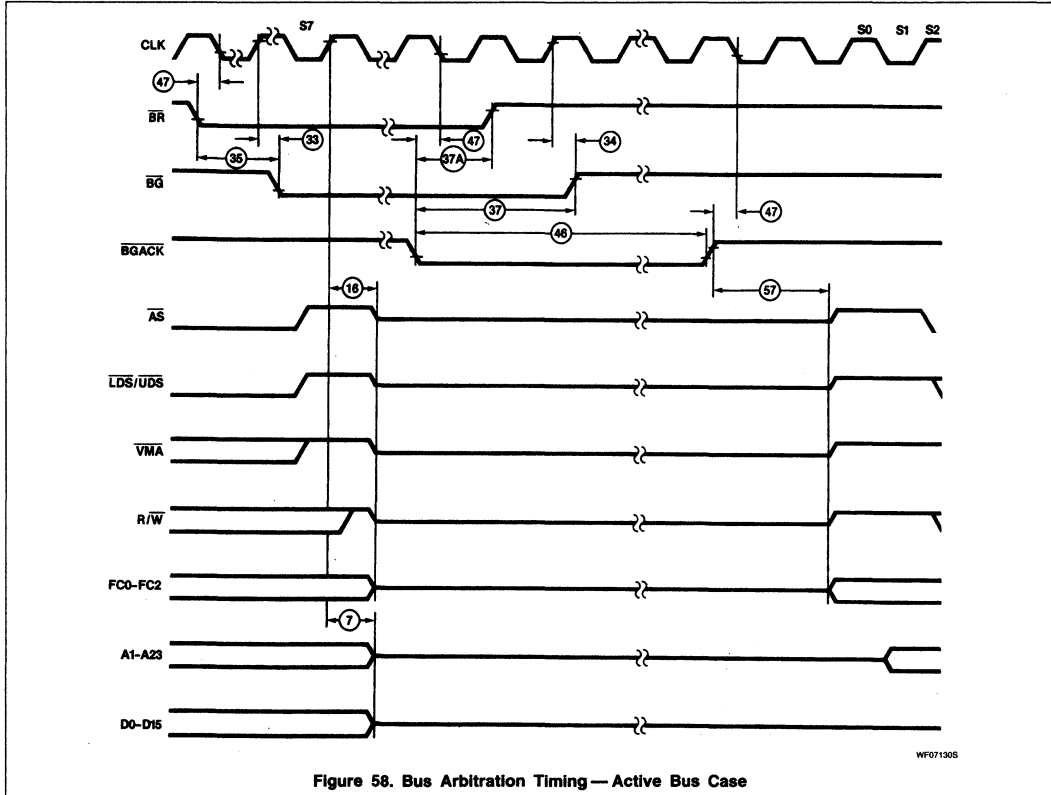 S7
S0 S1 S2
CLK
47
BR
33
47
34
35
37A
BG
37
47
46
BGACK
16
57
AS
LDS/UDS
VMA
R/W
FC0-FC2
7
A1-A23
D0-D15
WF07130S
Figure 58. Bus Arbitration Timing — Active Bus Case